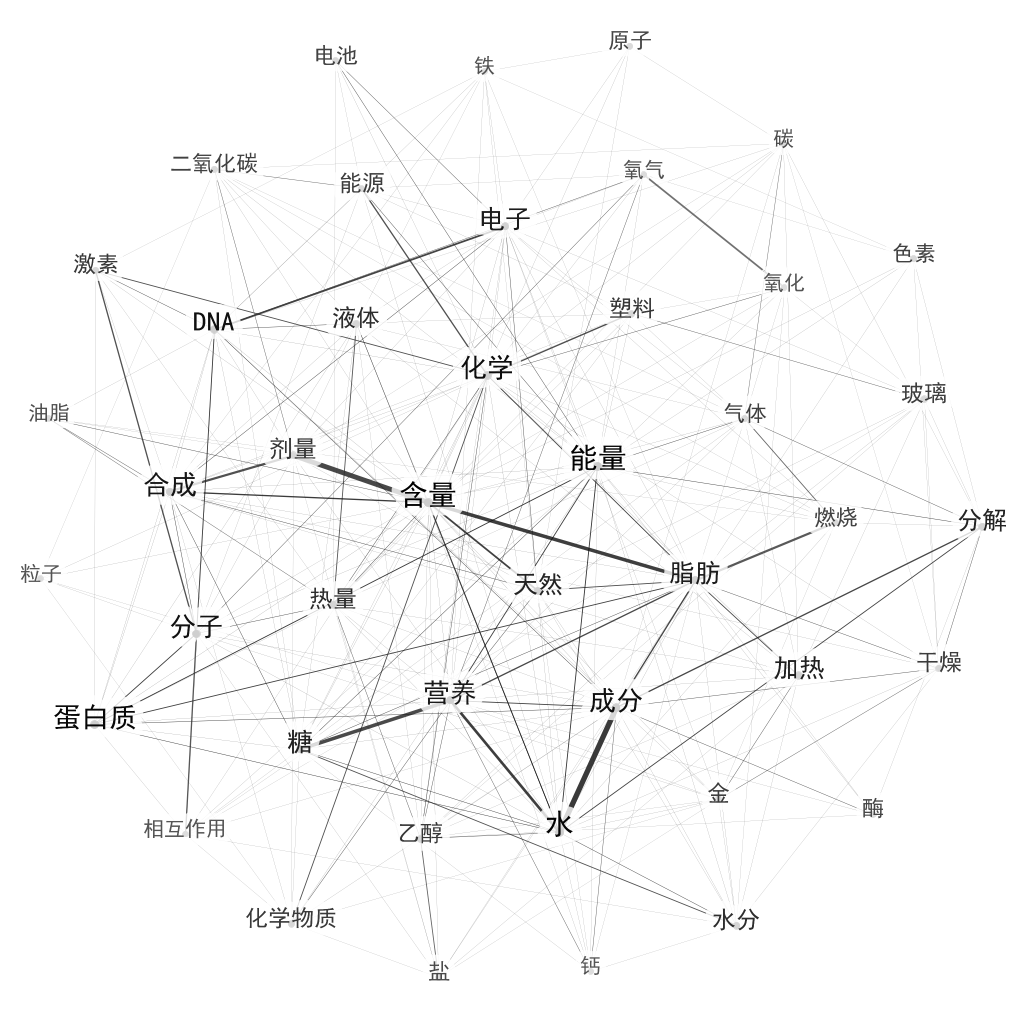 原子
电池
铁
碳
二氧化碳
氧气
能源
电子
色素
激素
氧化
塑料
液体
DNA
化学
玻璃
油脂
气体
剂量
能量
合成
含量
燃烧
分解
粒子
脂肪
天然
热量
分子
干燥
加热
营养
成分
蛋白质
糖
金
酶
水
相互作用
乙醇
化学物质
水分
钙
盐